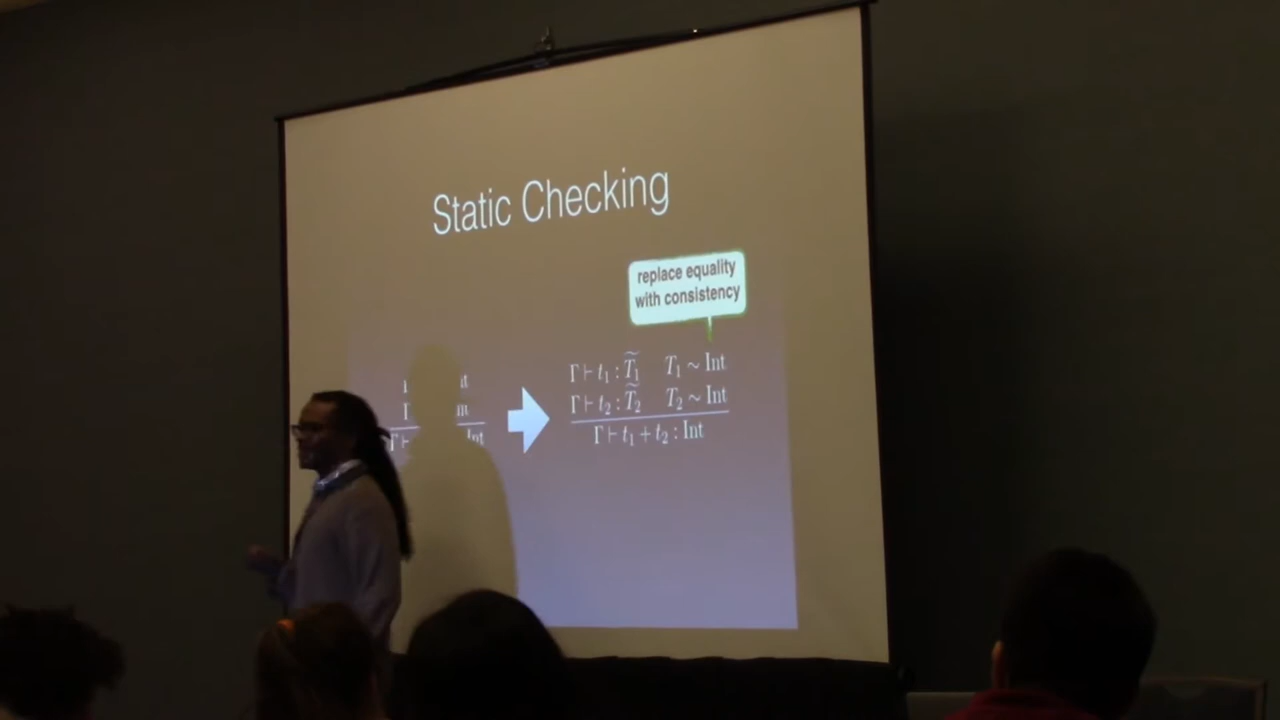 Static Checking
replace equality
with consistency
Γ ⊢ t₁ : T̃₁ T₁ ~ Int
Γ ⊢ t₂ : T̃₂ T₂ ~ Int
Γ ⊢ t₁ + t₂ : Int